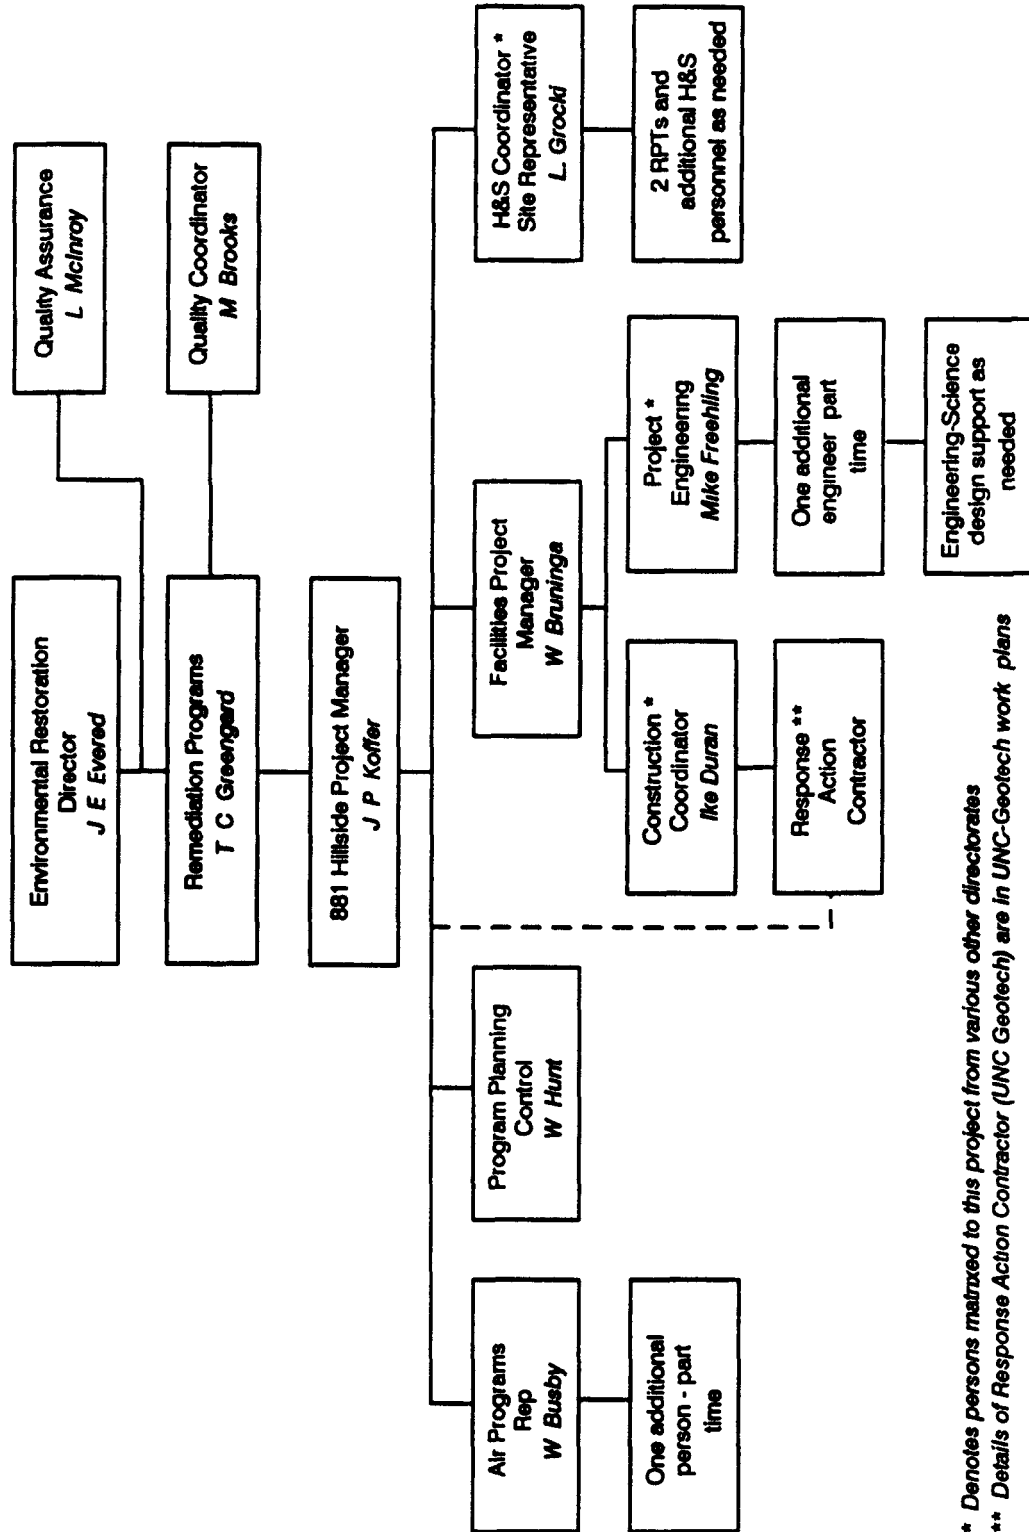 Environmental Restoration
Director
J E Evered
Quality Assurance
L McInroy
Remediation Programs
T C Greengard
Quality Coordinator
M Brooks
881 Hillside Project Manager
J P Koffer
Air Programs
Rep
W Busby
Program Planning
Control
W Hunt
Facilities Project
Manager
W Bruninga
H&S Coordinator *
Site Representative
L. Grocki
One additional
person - part
time
Construction *
Coordinator
Ike Duran
Project *
Engineering
Mike Freehling
2 RPTs and
additional H&S
personnel as needed
Response **
Action
Contractor
One additional
engineer part
time
Engineering-Science
design support as
needed
* Denotes persons matrixed to this project from various other directorates
** Details of Response Action Contractor (UNC Geotech) are in UNC-Geotech work plans